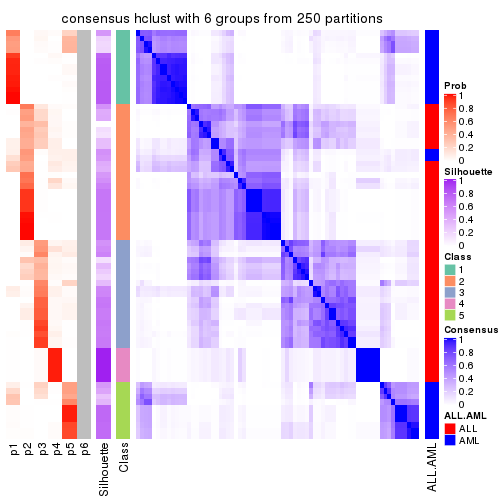 consensus hclust with 6 groups from 250 partitions
Prob
1
0.8
0.6
0.4
0.2
0
Silhouette
1
0.8
0.6
0.4
0.2
0
Class
1
2
3
4
5
Consensus
1
0.8
0.6
0.4
0.2
0
ALL.AML
ALL
AML
p1
p2
p3
p4
p5
p6
Silhouette
Class
ALL.AML